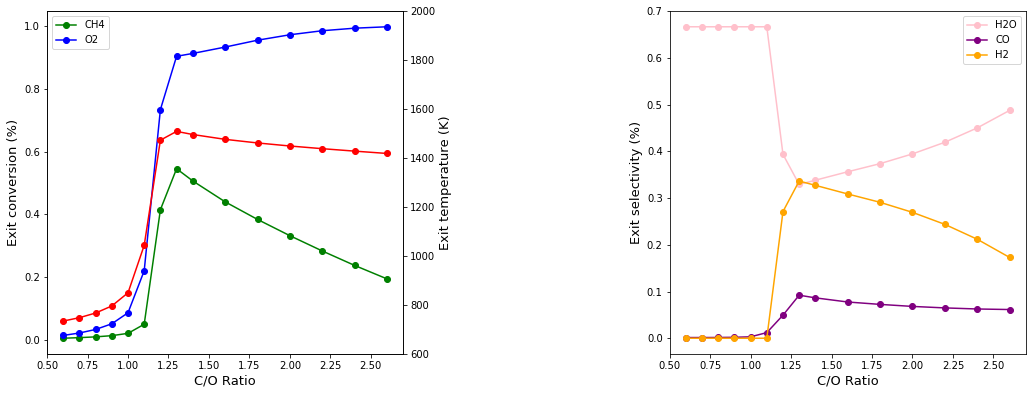 CH4
O2
1.0
0.8
0.6
0.4
0.2
0.0
Exit conversion (%)
2000
1800
1600
1400
1200
1000
800
600
Exit temperature (K)
0.50 0.75 1.00 1.25 1.50 1.75 2.00 2.25 2.50
C/O Ratio
H2O
CO
H2
0.7
0.6
0.5
0.4
0.3
0.2
0.1
0.0
Exit selectivity (%)
0.50 0.75 1.00 1.25 1.50 1.75 2.00 2.25 2.50
C/O Ratio